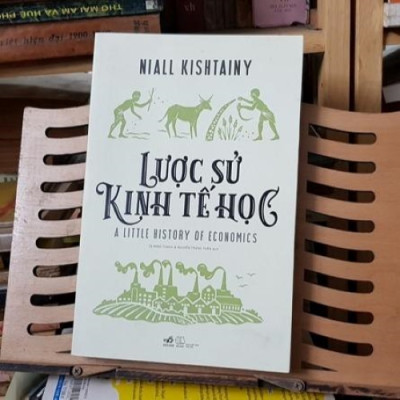 NIALL KISHTAINY
LƯỢC SỬ
KINH TẾ HỌC
A LITTLE HISTORY OF ECONOMICS